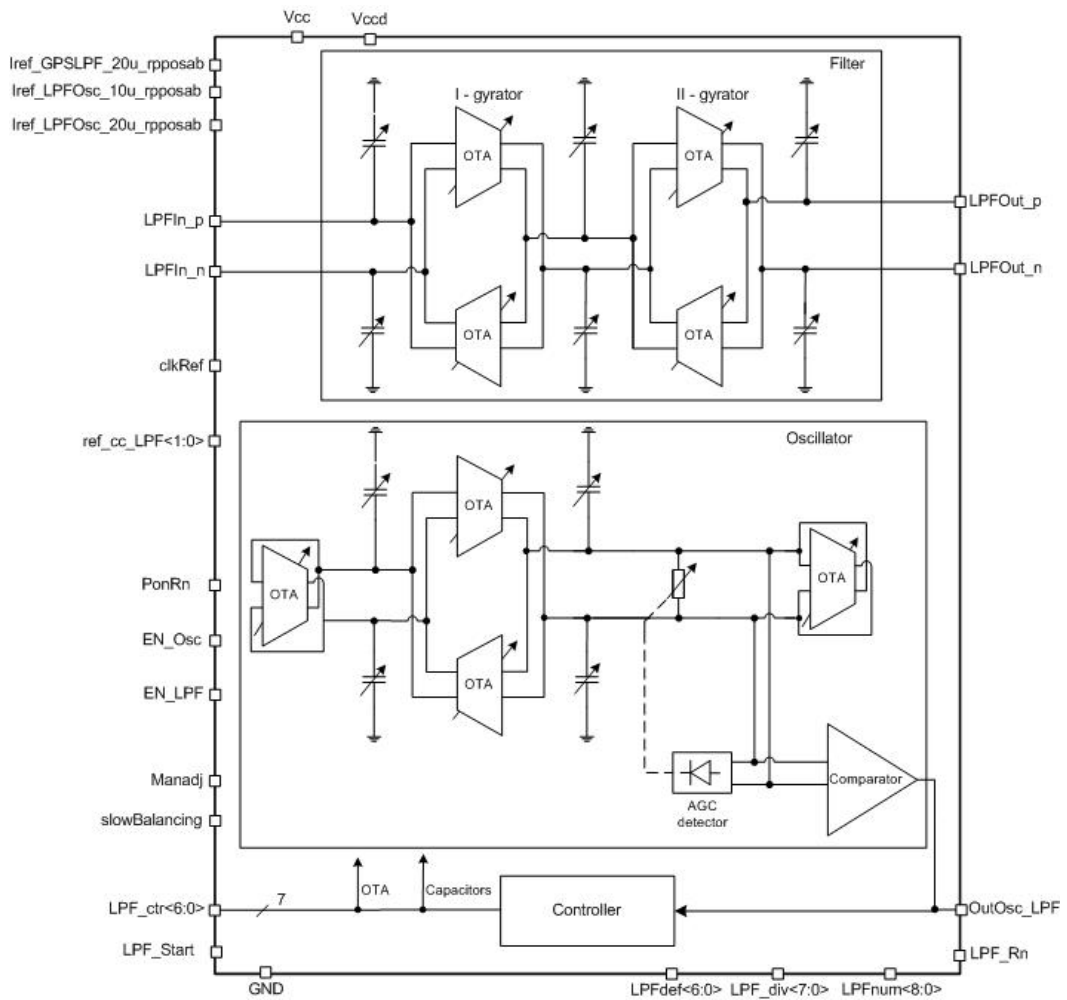 Vcc
Vccd
Iref_GPSLPF_20u_rpposab
Iref_LPFOsc_10u_rpposab
Iref_LPFOsc_20u_rpposab
Filter
I - gyrator
II - gyrator
OTA
OTA
LPFIn_p
LPFOut_p
LPFIn_n
LPFOut_n
OTA
OTA
clkRef
ref_cc_LPF<1:0>
Oscillator
OTA
OTA
OTA
PonRn
EN_Osc
EN_LPF
OTA
Manadj
Comparator
AGC
detector
slowBalancing
7
OTA
Capacitors
LPF_ctr<6:0>
Controller
OutOsc_LPF
LPF_Start
LPF_Rn
GND
LPFdef<6:0>
LPF_div<7:0>
LPFnum<8:0>